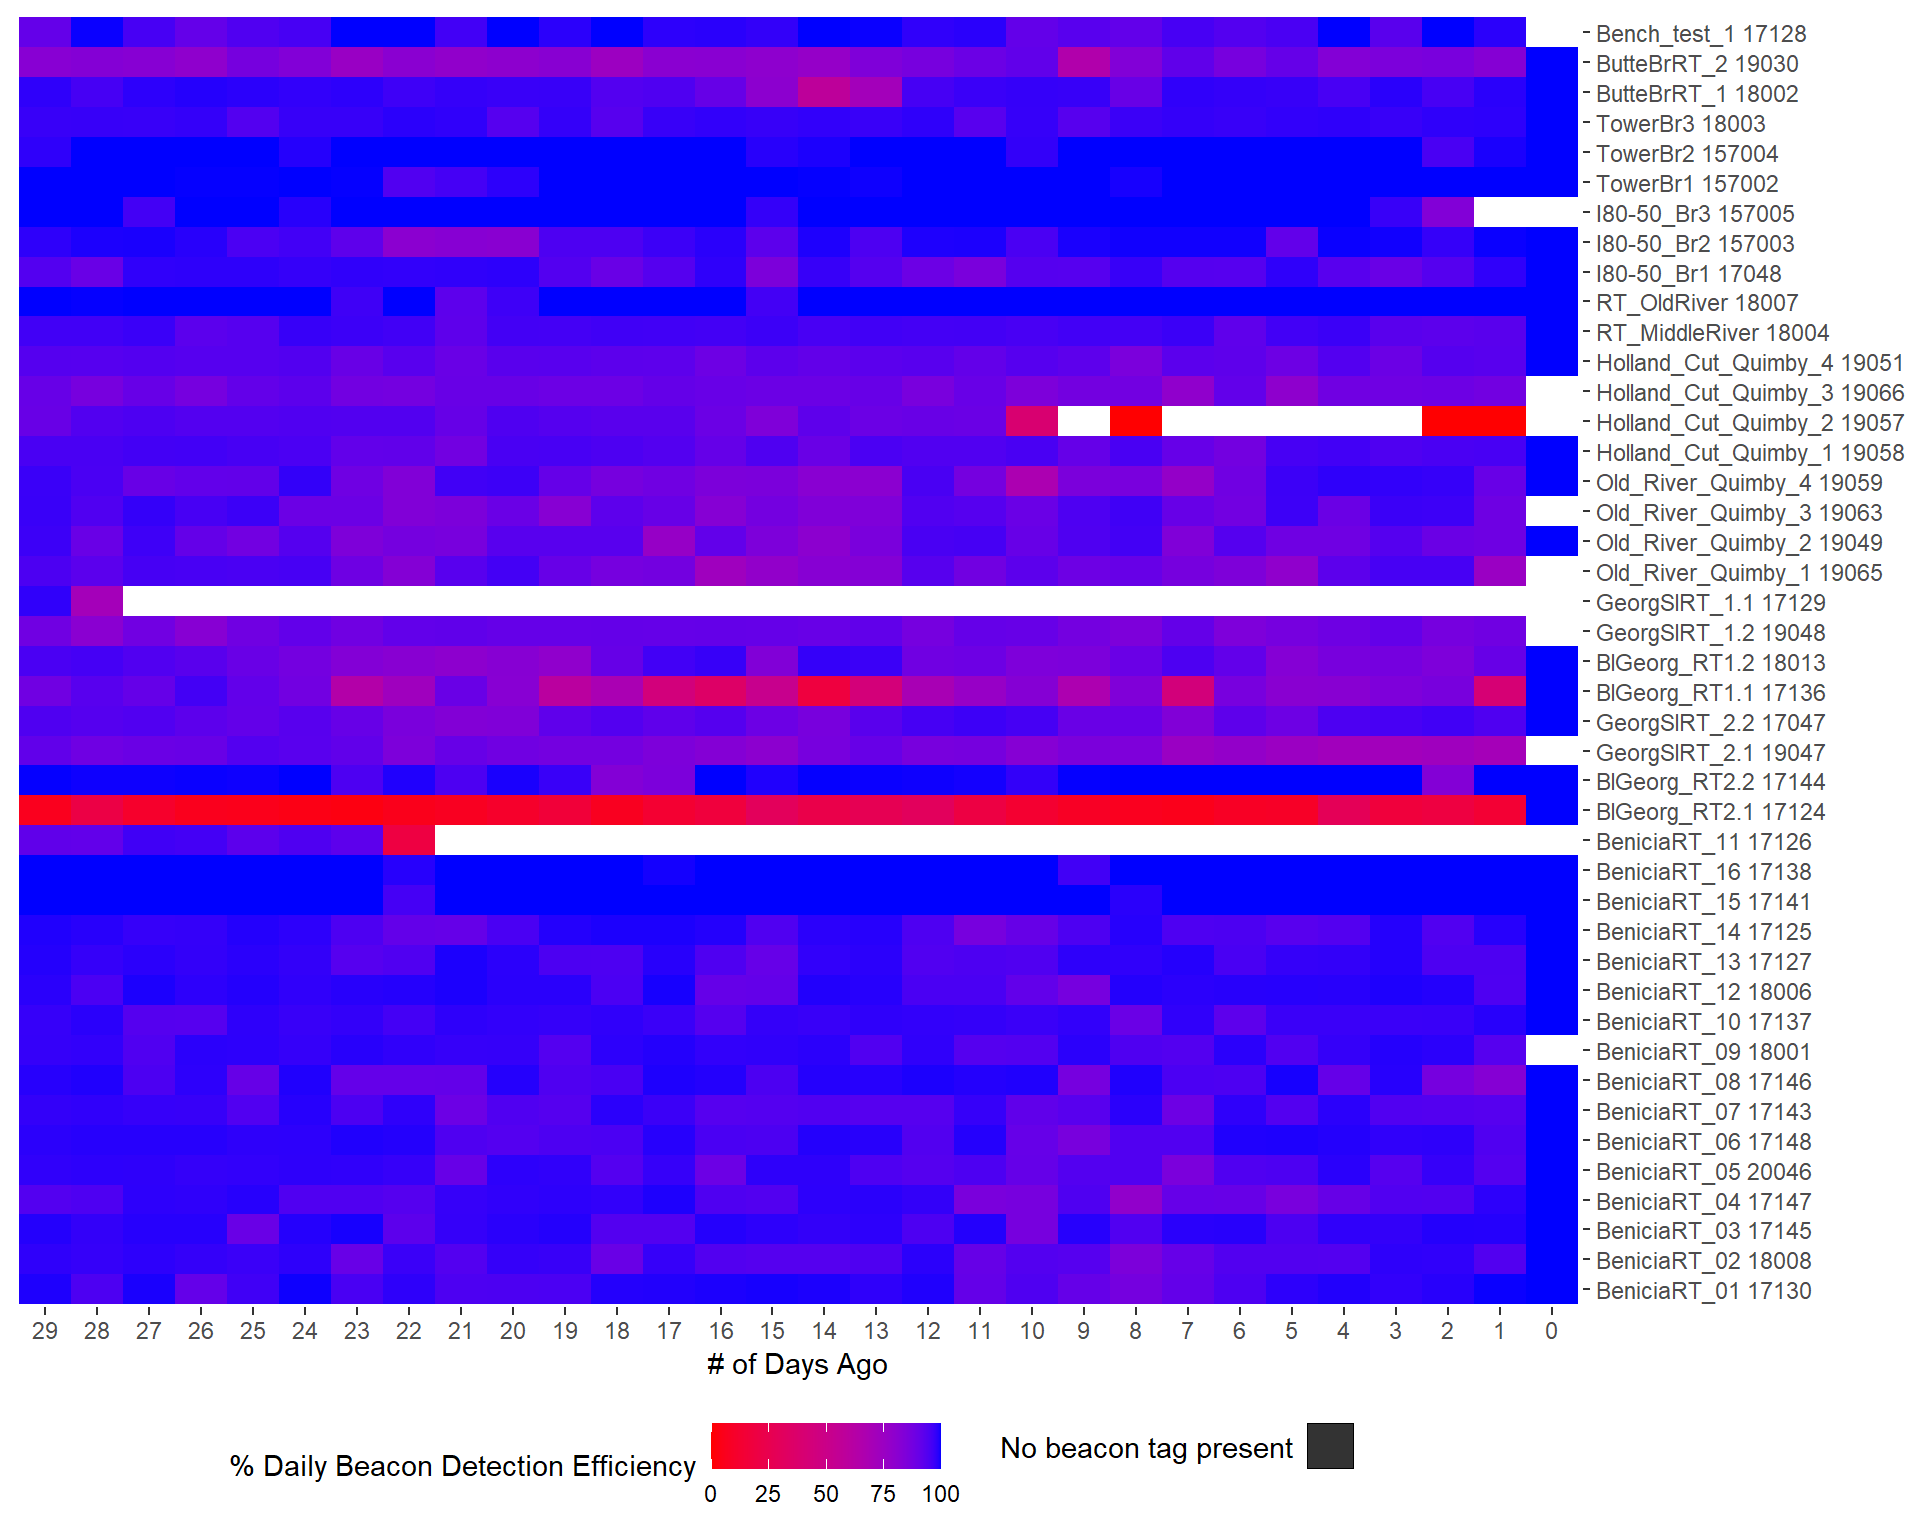 Bench_test_1 17128
ButteBrRT_2 19030
ButteBrRT_1 18002
TowerBr3 18003
TowerBr2 157004
TowerBr1 157002
I80-50_Br3 157005
I80-50_Br2 157003
I80-50_Br1 17048
RT_OldRiver 18007
RT_MiddleRiver 18004
Holland_Cut_Quimby_4 19051
Holland_Cut_Quimby_3 19066
Holland_Cut_Quimby_2 19057
Holland_Cut_Quimby_1 19058
Old_River_Quimby_4 19059
Old_River_Quimby_3 19063
Old_River_Quimby_2 19049
Old_River_Quimby_1 19065
GeorgSlRT_1.1 17129
GeorgSlRT_1.2 19048
BlGeorg_RT1.2 18013
BlGeorg_RT1.1 17136
GeorgSlRT_2.2 17047
GeorgSlRT_2.1 19047
BlGeorg_RT2.2 17144
BlGeorg_RT2.1 17124
BeniciaRT_11 17126
BeniciaRT_16 17138
BeniciaRT_15 17141
BeniciaRT_14 17125
BeniciaRT_13 17127
BeniciaRT_12 18006
BeniciaRT_10 17137
BeniciaRT_09 18001
BeniciaRT_08 17146
BeniciaRT_07 17143
BeniciaRT_06 17148
BeniciaRT_05 20046
BeniciaRT_04 17147
BeniciaRT_03 17145
BeniciaRT_02 18008
BeniciaRT_01 17130
29 28 27 26 25 24 23 22 21 20 19 18 17 16 15 14 13 12 11 10 9 8 7 6 5 4 3 2 1 0
# of Days Ago
% Daily Beacon Detection Efficiency
0 25 50 75 100
No beacon tag present